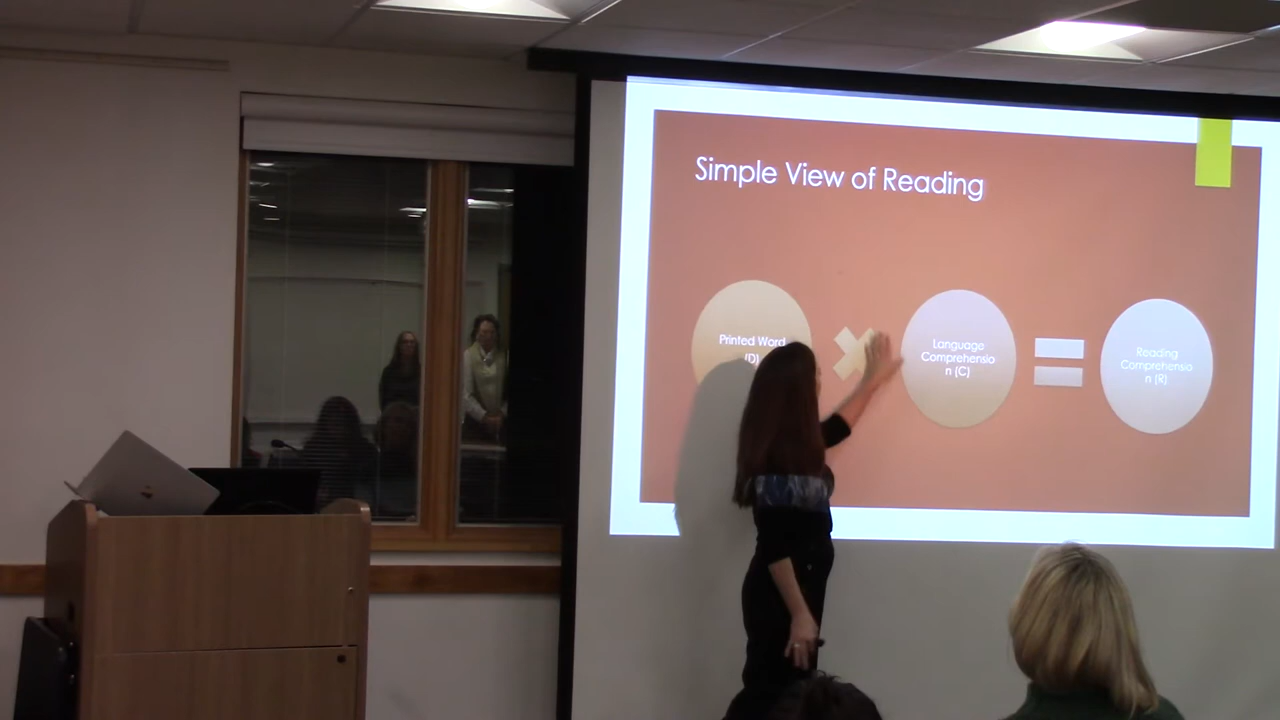 Simple View of Reading
Printed Word
(D)
Language
Comprehensio
n (C)
Reading
Comprehensio
n (R)